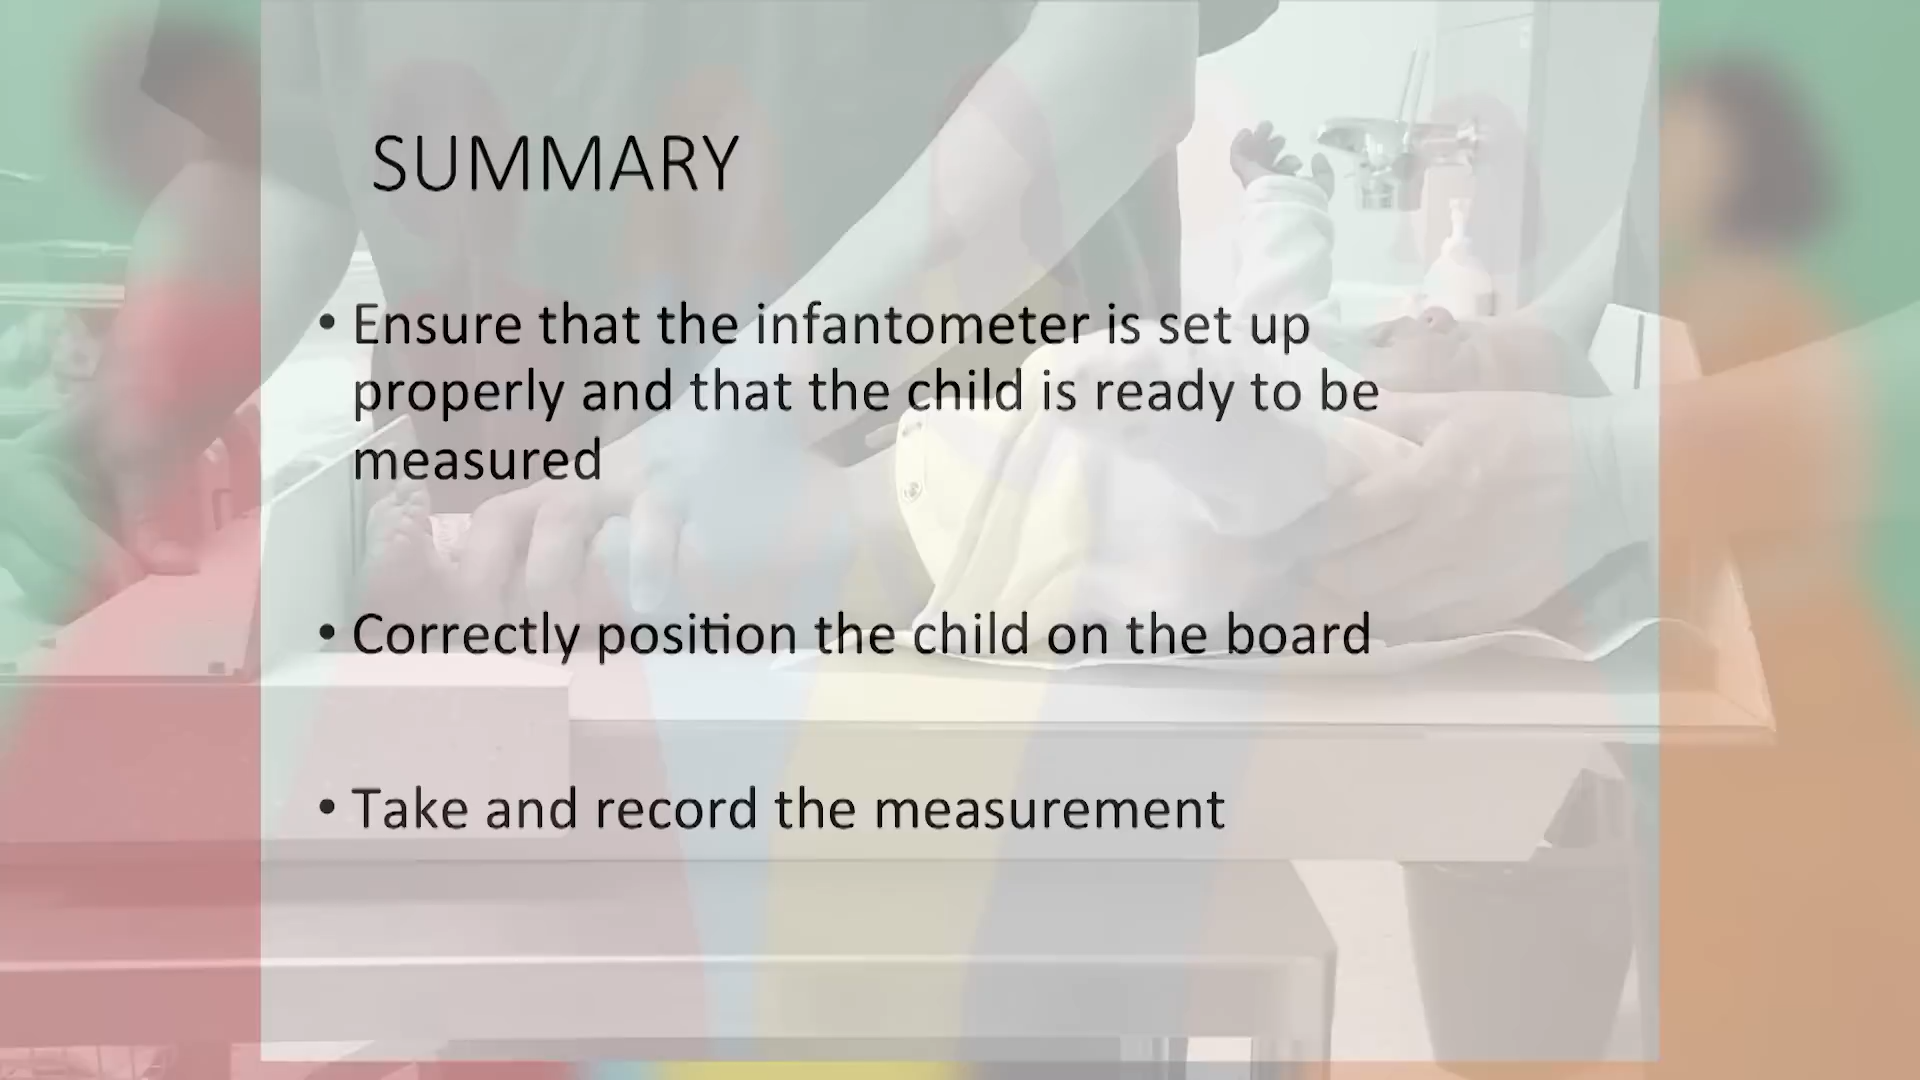 SUMMARY
• Ensure that the infantometer is set up
properly and that the child is ready to be
measured
• Correctly position the child on the board
• Take and record the measurement